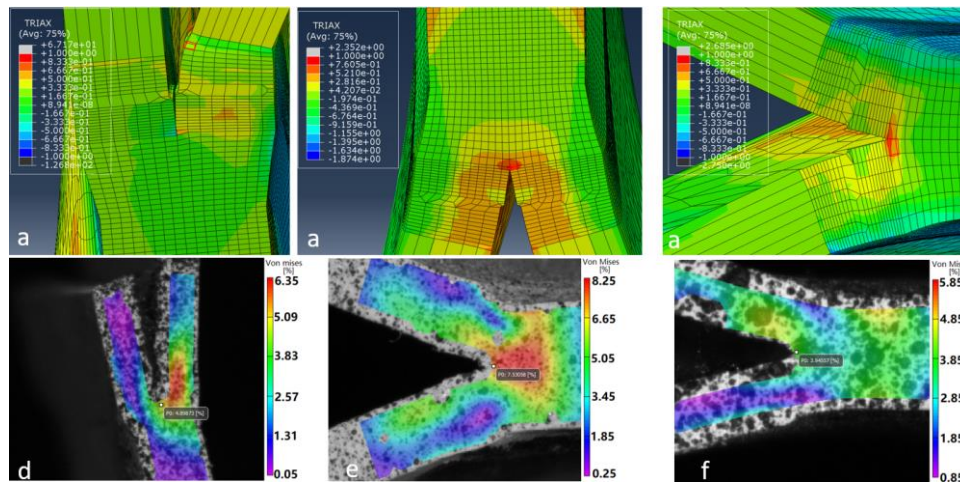 TRIAX
(Avg: 75%)
+6.717e+01
+1.000e+00
+8.333e-01
+6.667e-01
+5.000e-01
+3.333e-01
+1.667e-01
+8.941e-08
-1.667e-01
-3.333e-01
-5.000e-01
-6.667e-01
-8.333e-01
-1.000e+00
-1.268e+02
a
TRIAX
(Avg: 75%)
+2.352e+00
+1.000e+00
+7.605e-01
+5.210e-01
+2.816e-01
+4.207e-02
-1.974e-01
-4.369e-01
-6.764e-01
-9.159e-01
-1.155e+00
-1.395e+00
-1.634e+00
-1.874e+00
a
TRIAX
(Avg: 75%)
+2.685e+00
+1.000e+00
+8.333e-01
+6.667e-01
+5.000e-01
+3.333e-01
+1.667e-01
+8.941e-08
-1.667e-01
-3.333e-01
-5.000e-01
-6.667e-01
-8.333e-01
-1.000e+00
-2.750e+00
a
Von mises
[%]
6.35
5.09
3.83
2.57
1.31
0.05
d
Von Mises
[%]
8.25
6.65
5.05
3.45
1.85
0.25
e
Von Mises
[%]
5.85
4.85
3.85
2.85
1.85
0.85
f